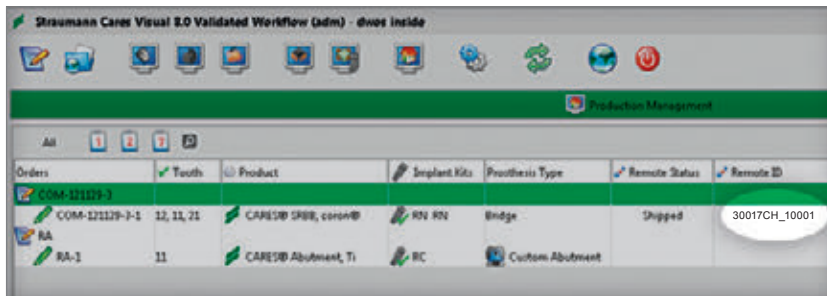 Straumann Cares Visual 8.0 Validated Workflow (adm) - dwos inside
Production Management
All 1 2 7
Orders Tooth Product Implant Kits Prosthesis Type Remote Status Remote ID
COM-121129-3
COM-121129-3-1 12, 11, 21 CARES® SRBB, coron® RN RN Bridge Shipped 30017CH_10001
RA
RA-1 11 CARES® Abutment, Ti RC Custom Abutment